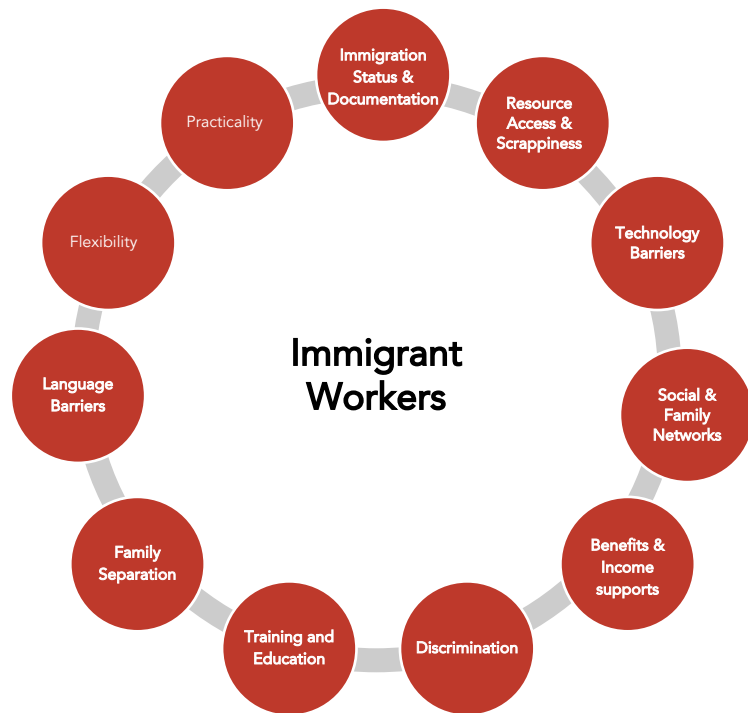 Immigration
Status &
Documentation
Resource
Access &
Scrappiness
Technology
Barriers
Social &
Family
Networks
Benefits &
Income
supports
Discrimination
Training and
Education
Family
Separation
Language
Barriers
Flexibility
Practicality
Immigrant
Workers